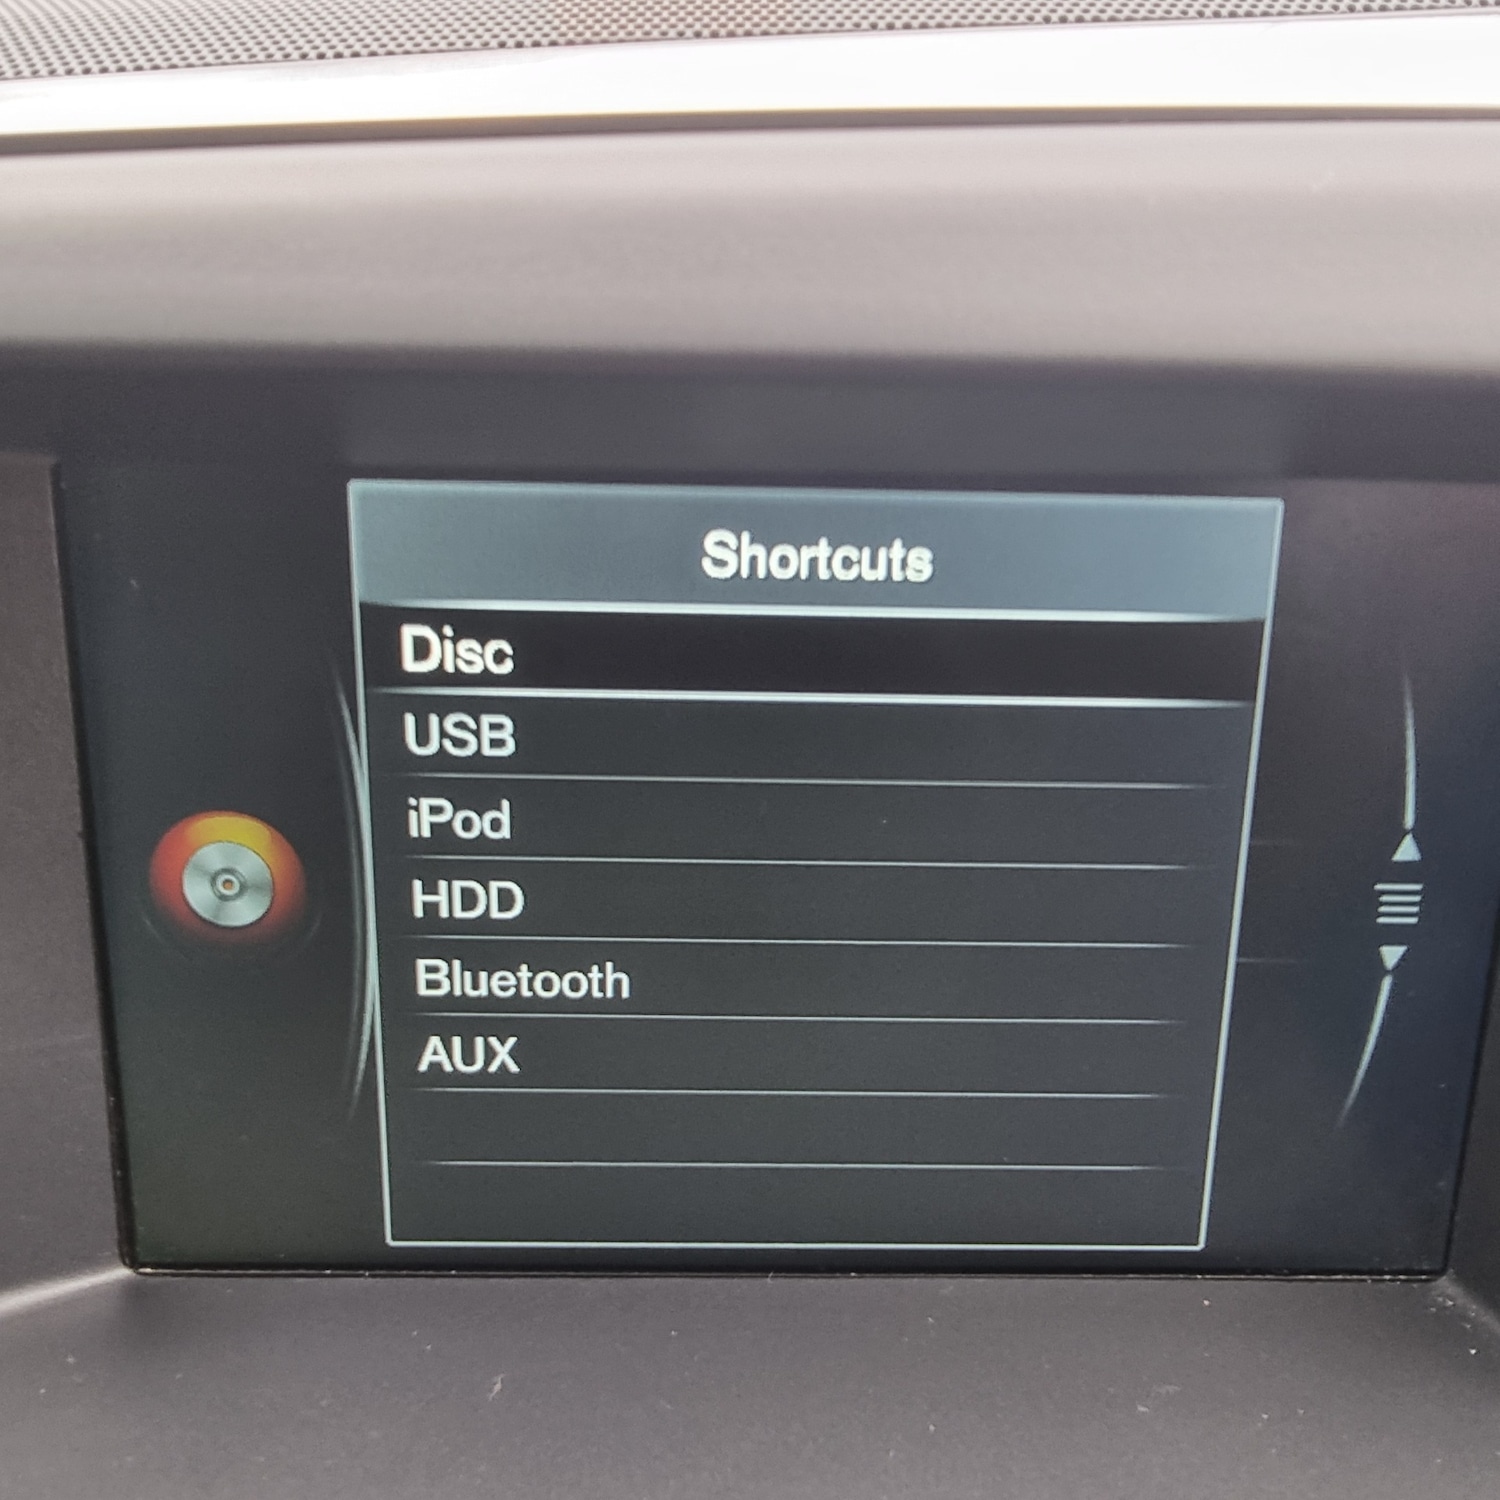 Shortcuts
Disc
USB
iPod
HDD
Bluetooth
AUX